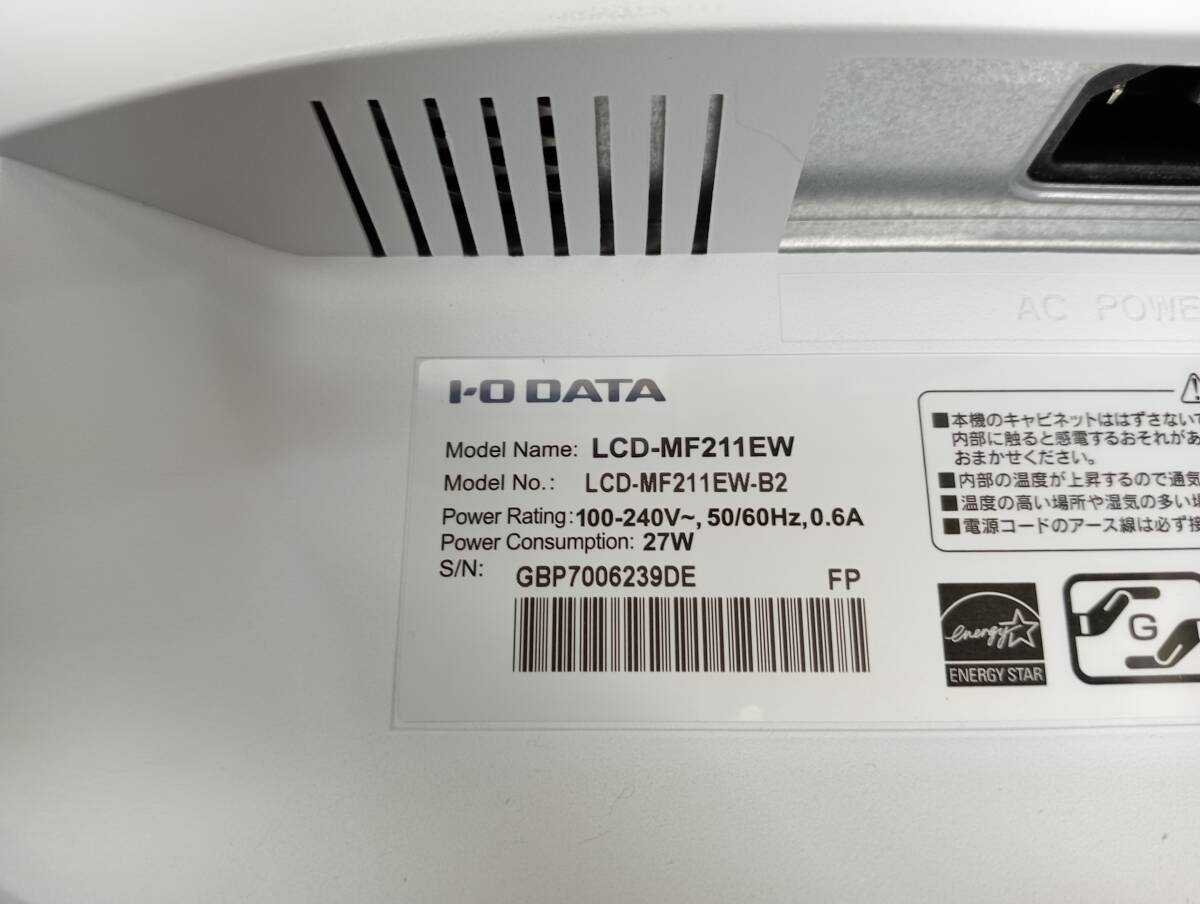 AC POWE
I-O DATA
Model Name: LCD-MF211EW
Model No.: LCD-MF211EW-B2
Power Rating:100-240V~, 50/60Hz, 0.6A
Power Consumption: 27W
S/N: GBP7006239DE FP
■本機のキャビネットははずさないで
内部に触ると感電するおそれがあ
おまかせください。
■内部の温度が上昇するので通気
■温度の高い場所や湿気の多い場
■電源コードのアース線は必ず接
energy
ENERGY STAR
G